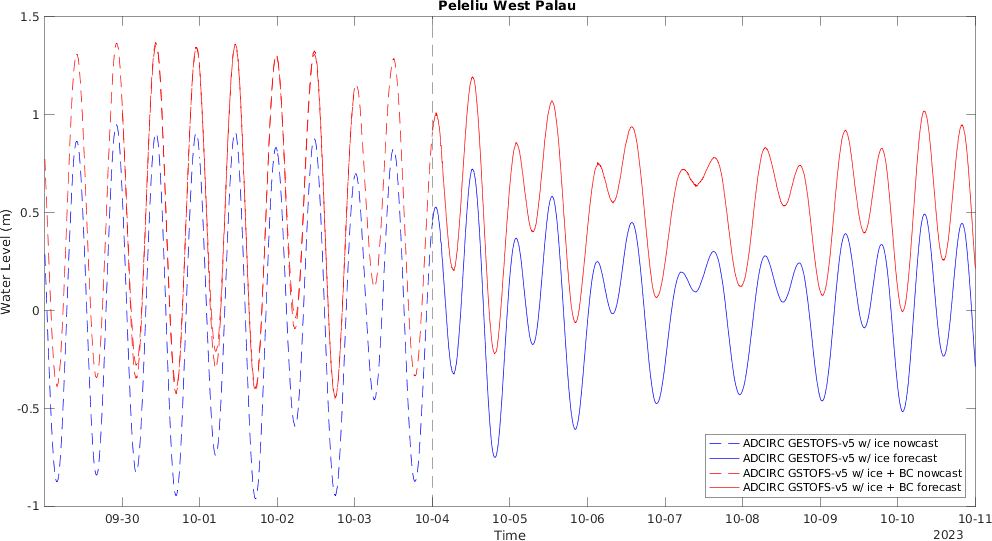 Peleliu West Palau
1.5
1
0.5
0
-0.5
-1
Water Level (m)
09-30
10-01
10-02
10-03
10-04
10-05
10-06
10-07
10-08
10-09
10-10
10-11
Time
2023
ADCIRC GESTOFS-v5 w/ ice nowcast
ADCIRC GESTOFS-v5 w/ ice forecast
ADCIRC GSTOFS-v5 w/ ice + BC nowcast
ADCIRC GSTOFS-v5 w/ ice + BC forecast